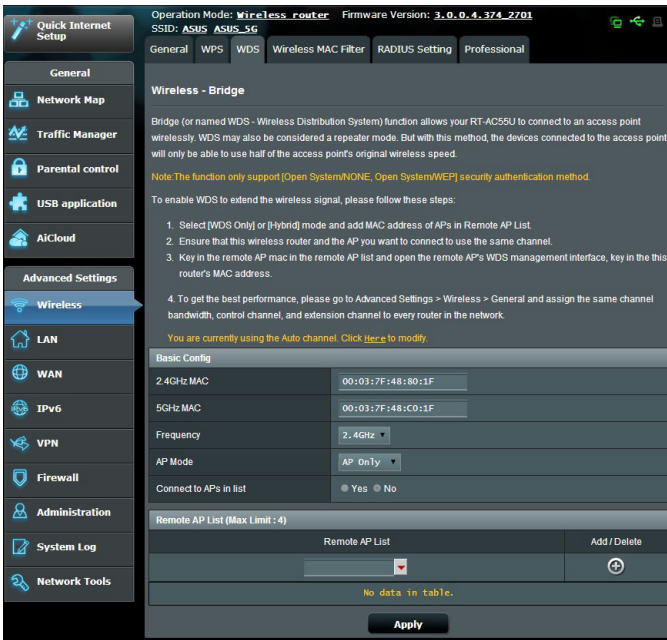 Quick Internet
Setup
General
Network Map
Traffic Manager
Parental control
USB application
AiCloud
Advanced Settings
Wireless
LAN
WAN
IPv6
VPN
Firewall
Administration
System Log
Network Tools
Operation Mode: Wireless router Firmware Version: 3.0.0.4.374_2701
SSID: ASUS ASUS_5G
General WPS WDS Wireless MAC Filter RADIUS Setting Professional
Wireless - Bridge
Bridge (or named WDS - Wireless Distribution System) function allows your RT-AC55U to connect to an access point
wirelessly. WDS may also be considered a repeater mode. But with this method, the devices connected to the access point
will only be able to use half of the access point's original wireless speed.
Note:The function only support [Open System/NONE, Open System/WEP] security authentication method.
To enable WDS to extend the wireless signal, please follow these steps:
1. Select [WDS Only] or [Hybrid] mode and add MAC address of APs in Remote AP List.
2. Ensure that this wireless router and the AP you want to connect to use the same channel.
3. Key in the remote AP mac in the remote AP list and open the remote AP's WDS management interface, key in the this
router's MAC address.
4. To get the best performance, please go to Advanced Settings > Wireless > General and assign the same channel
bandwidth, control channel, and extension channel to every router in the network.
You are currently using the Auto channel. Click Here to modify.
Basic Config
2.4GHz MAC 00:03:7F:48:80:1F
5GHz MAC 00:03:7F:48:C0:1F
Frequency 2.4GHz
AP Mode AP Only
Connect to APs in list Yes No
Remote AP List (Max Limit : 4)
Remote AP List Add / Delete
No data in table.
Apply